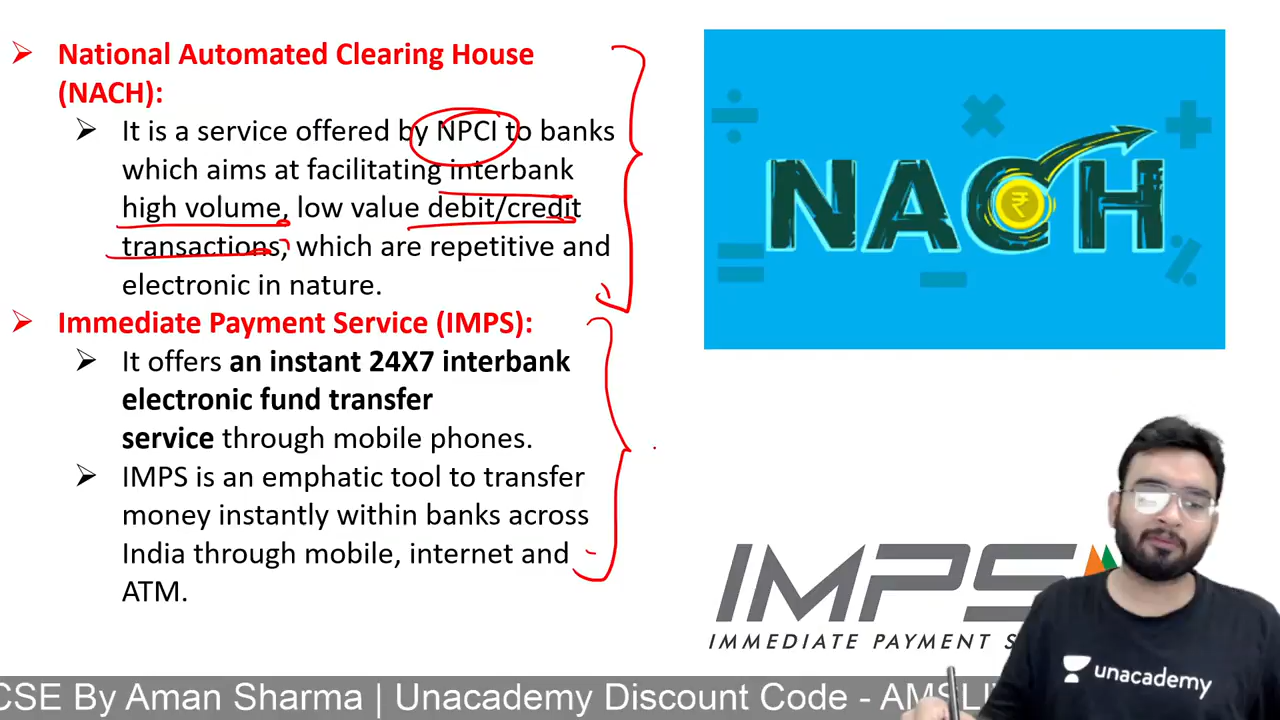 National Automated Clearing House
(NACH):
It is a service offered by NPCI to banks
which aims at facilitating interbank
high volume, low value debit/credit
transactions, which are repetitive and
electronic in nature.
Immediate Payment Service (IMPS):
It offers an instant 24X7 interbank
electronic fund transfer
service through mobile phones.
IMPS is an emphatic tool to transfer
money instantly within banks across
India through mobile, internet and
ATM.
NACH
IMPS
IMMEDIATE PAYMENT S
unacademy
CSE By Aman Sharma | Unacademy Discount Code - AMSLI